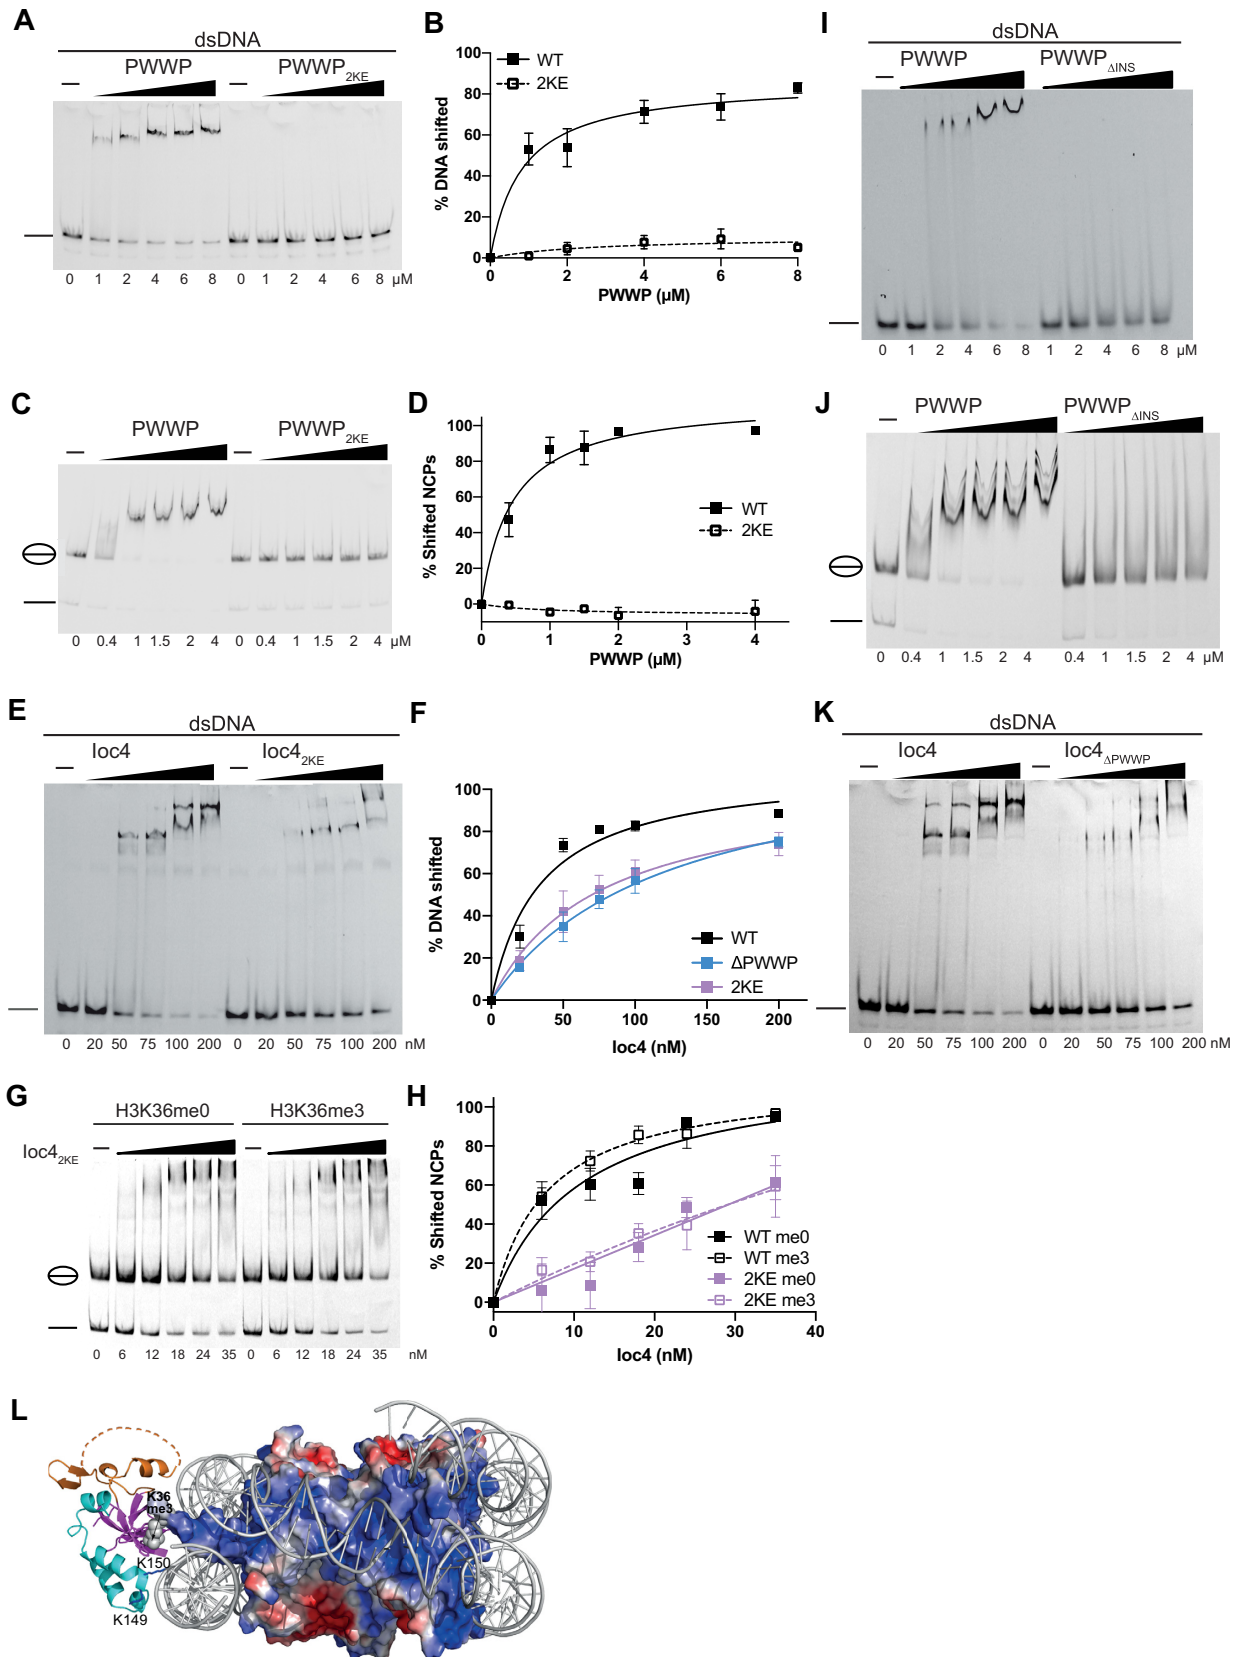 A
dsDNA
— PWWP — PWWP2KE
0 1 2 4 6 8 0 1 2 4 6 8 µM
B
100
80
60
40
20
0
% DNA shifted
WT
2KE
0 2 4 6 8
PWWP (µM)
I
dsDNA
— PWWP PWWPΔINS
0 1 2 4 6 8 1 2 4 6 8 µM
C
— PWWP — PWWP2KE
0 0.4 1 1.5 2 4 0 0.4 1 1.5 2 4 µM
D
100
80
60
40
20
0
% Shifted NCPs
WT
2KE
0 1 2 3 4
PWWP (µM)
J
— PWWP PWWPΔINS
0 0.4 1 1.5 2 4 0.4 1 1.5 2 4 µM
E
dsDNA
— Ioc4 — Ioc42KE
0 20 50 75 100 200 0 20 50 75 100 200 nM
F
100
80
60
40
20
0
% DNA shifted
WT
ΔPWWP
2KE
0 50 100 150 200
Ioc4 (nM)
K
dsDNA
— Ioc4 — Ioc4ΔPWWP
0 20 50 75 100 200 0 20 50 75 100 200 nM
G
H3K36me0 H3K36me3
Ioc42KE — —
0 6 12 18 24 35 0 6 12 18 24 35 nM
H
100
80
60
40
20
0
% Shifted NCPs
WT me0
WT me3
2KE me0
2KE me3
0 10 20 30 40
Ioc4 (nM)
L
K36
me3
K150
K149